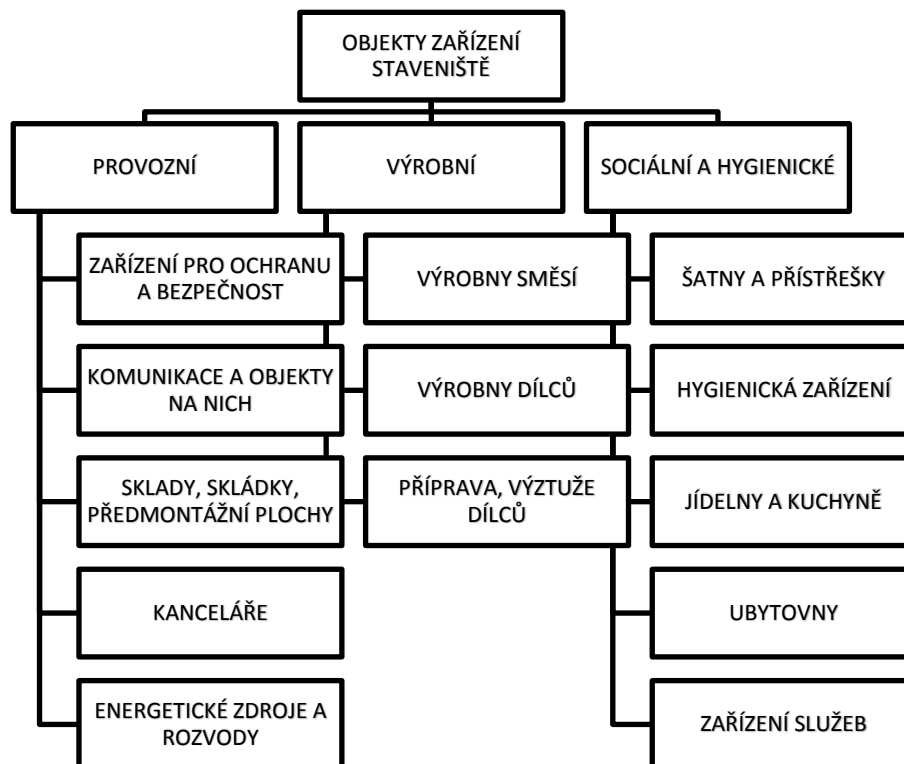 OBJEKTY ZAŘÍZENÍ
STAVENIŠTĚ
PROVOZNÍ
ZAŘÍZENÍ PRO OCHRANU
A BEZPEČNOST
KOMUNIKACE A OBJEKTY
NA NICH
SKLADY, SKLÁDKY,
PŘEDMONTÁŽNÍ PLOCHY
KANCELÁŘE
ENERGETICKÉ ZDROJE A
ROZVODY
VÝROBNÍ
VÝROBNY SMĚSÍ
VÝROBNY DÍLCŮ
PŘÍPRAVA, VÝZTUŽE
DÍLCŮ
SOCIÁLNÍ A HYGIENICKÉ
ŠATNY A PŘÍSTŘEŠKY
HYGIENICKÁ ZAŘÍZENÍ
JÍDELNY A KUCHYNĚ
UBYTOVNY
ZAŘÍZENÍ SLUŽEB